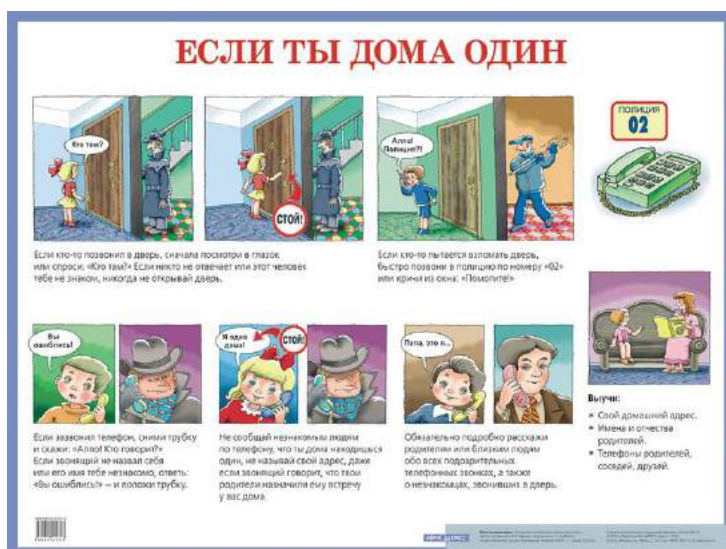 ЕСЛИ ТЫ ДОМА ОДИН
Кто там?
СТОЙ!
Алло!
Полиция?!
ПОЛИЦИЯ
02
Если кто-то позвонил в дверь, сначала посмотри в глазок
или спроси: «Кто там?» Если никто не отвечает или этот человек
тебе не знаком, никогда не открывай дверь.
Если кто-то пытается взломать дверь,
быстро позвони в полицию по номеру «02»
или кричи из окна: «Помогите!»
Вы
ошиблись!
Я одна
дома!
СТОЙ!
Папа, это я...
Если зазвонил телефон, сними трубку
и скажи: «Алло! Кто говорит?»
Если звонящий не назвал себя
или его имя тебе незнакомо, ответь:
«Вы ошиблись!» — и положи трубку.
Не сообщай незнакомым людям
по телефону, что ты дома находишься
один, не называй свой адрес, даже
если звонящий говорит, что твои
родители назначили ему встречу
у вас дома.
Обязательно подробно расскажи
родителям или близким людям
обо всех подозрительных
телефонных звонках, а также
о незнакомцах, звонивших в дверь.
Выучи:
• Свой домашний адрес.
• Имена и отчества
родителей.
• Телефоны родителей,
соседей, друзей.